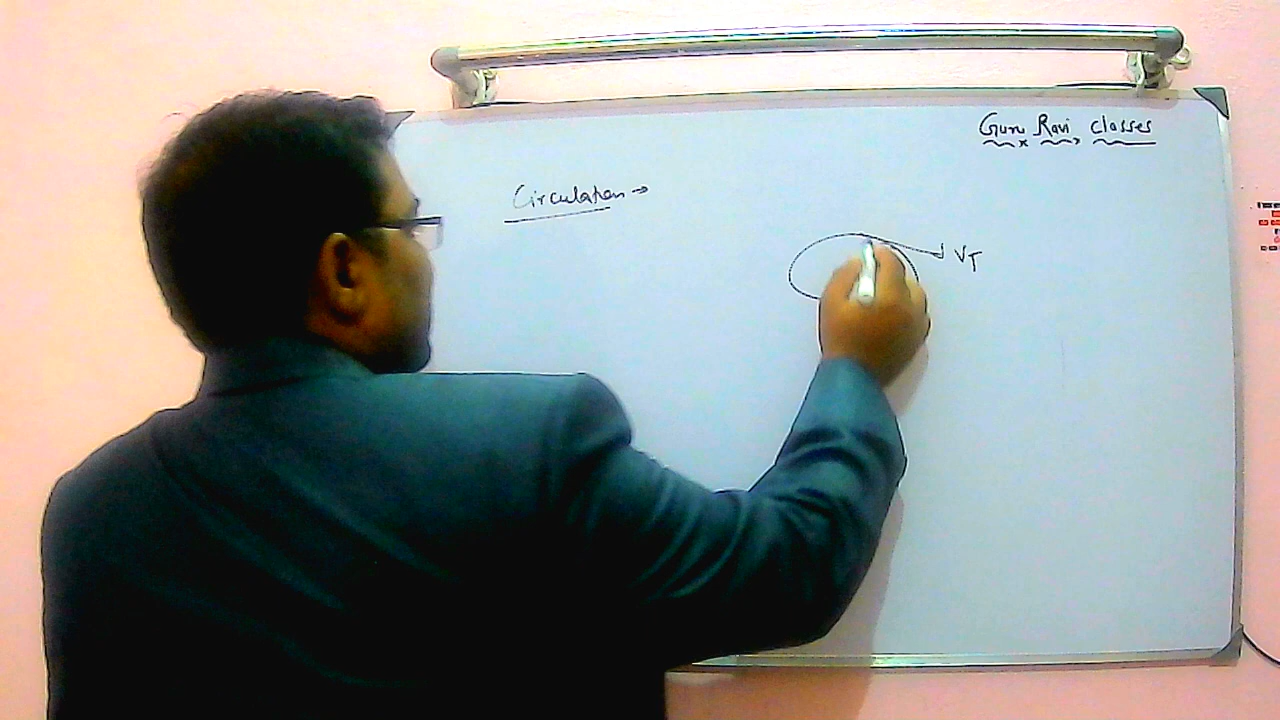 Guru Ravi Classes
Circulation →
VT